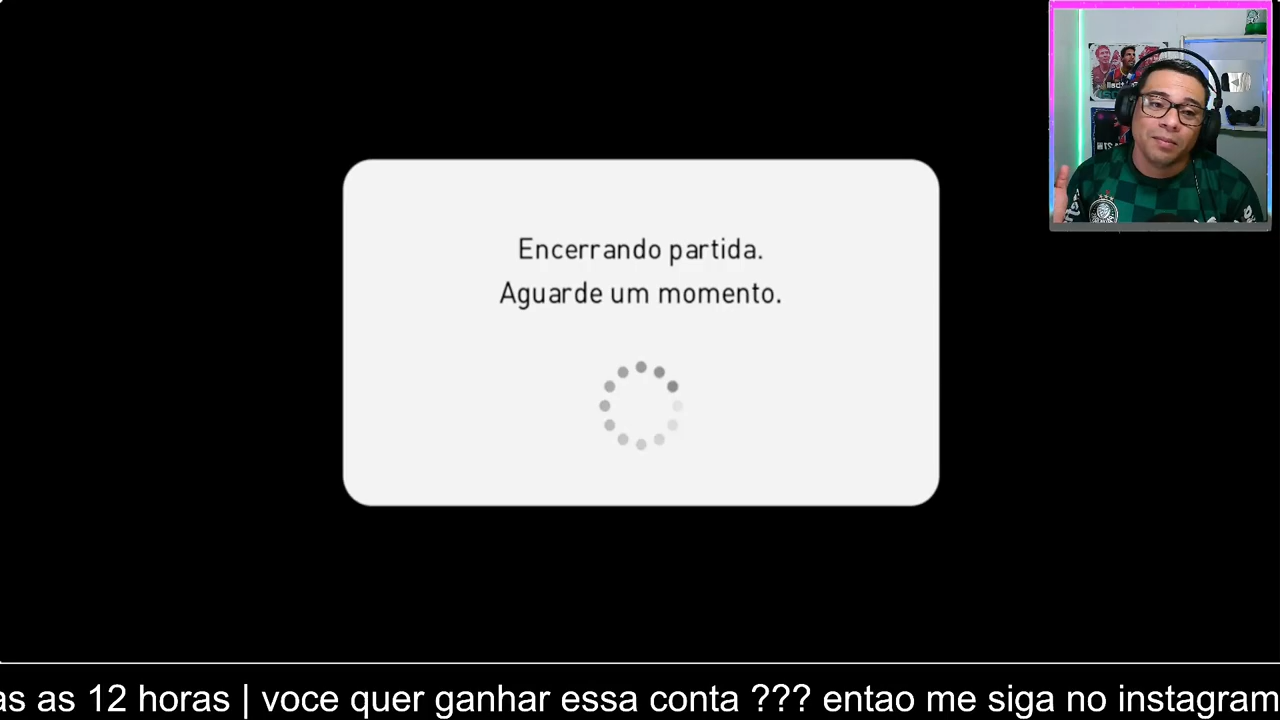 Encerrando partida.
Aguarde um momento.
as as 12 horas | voce quer ganhar essa conta ??? entao me siga no instagram